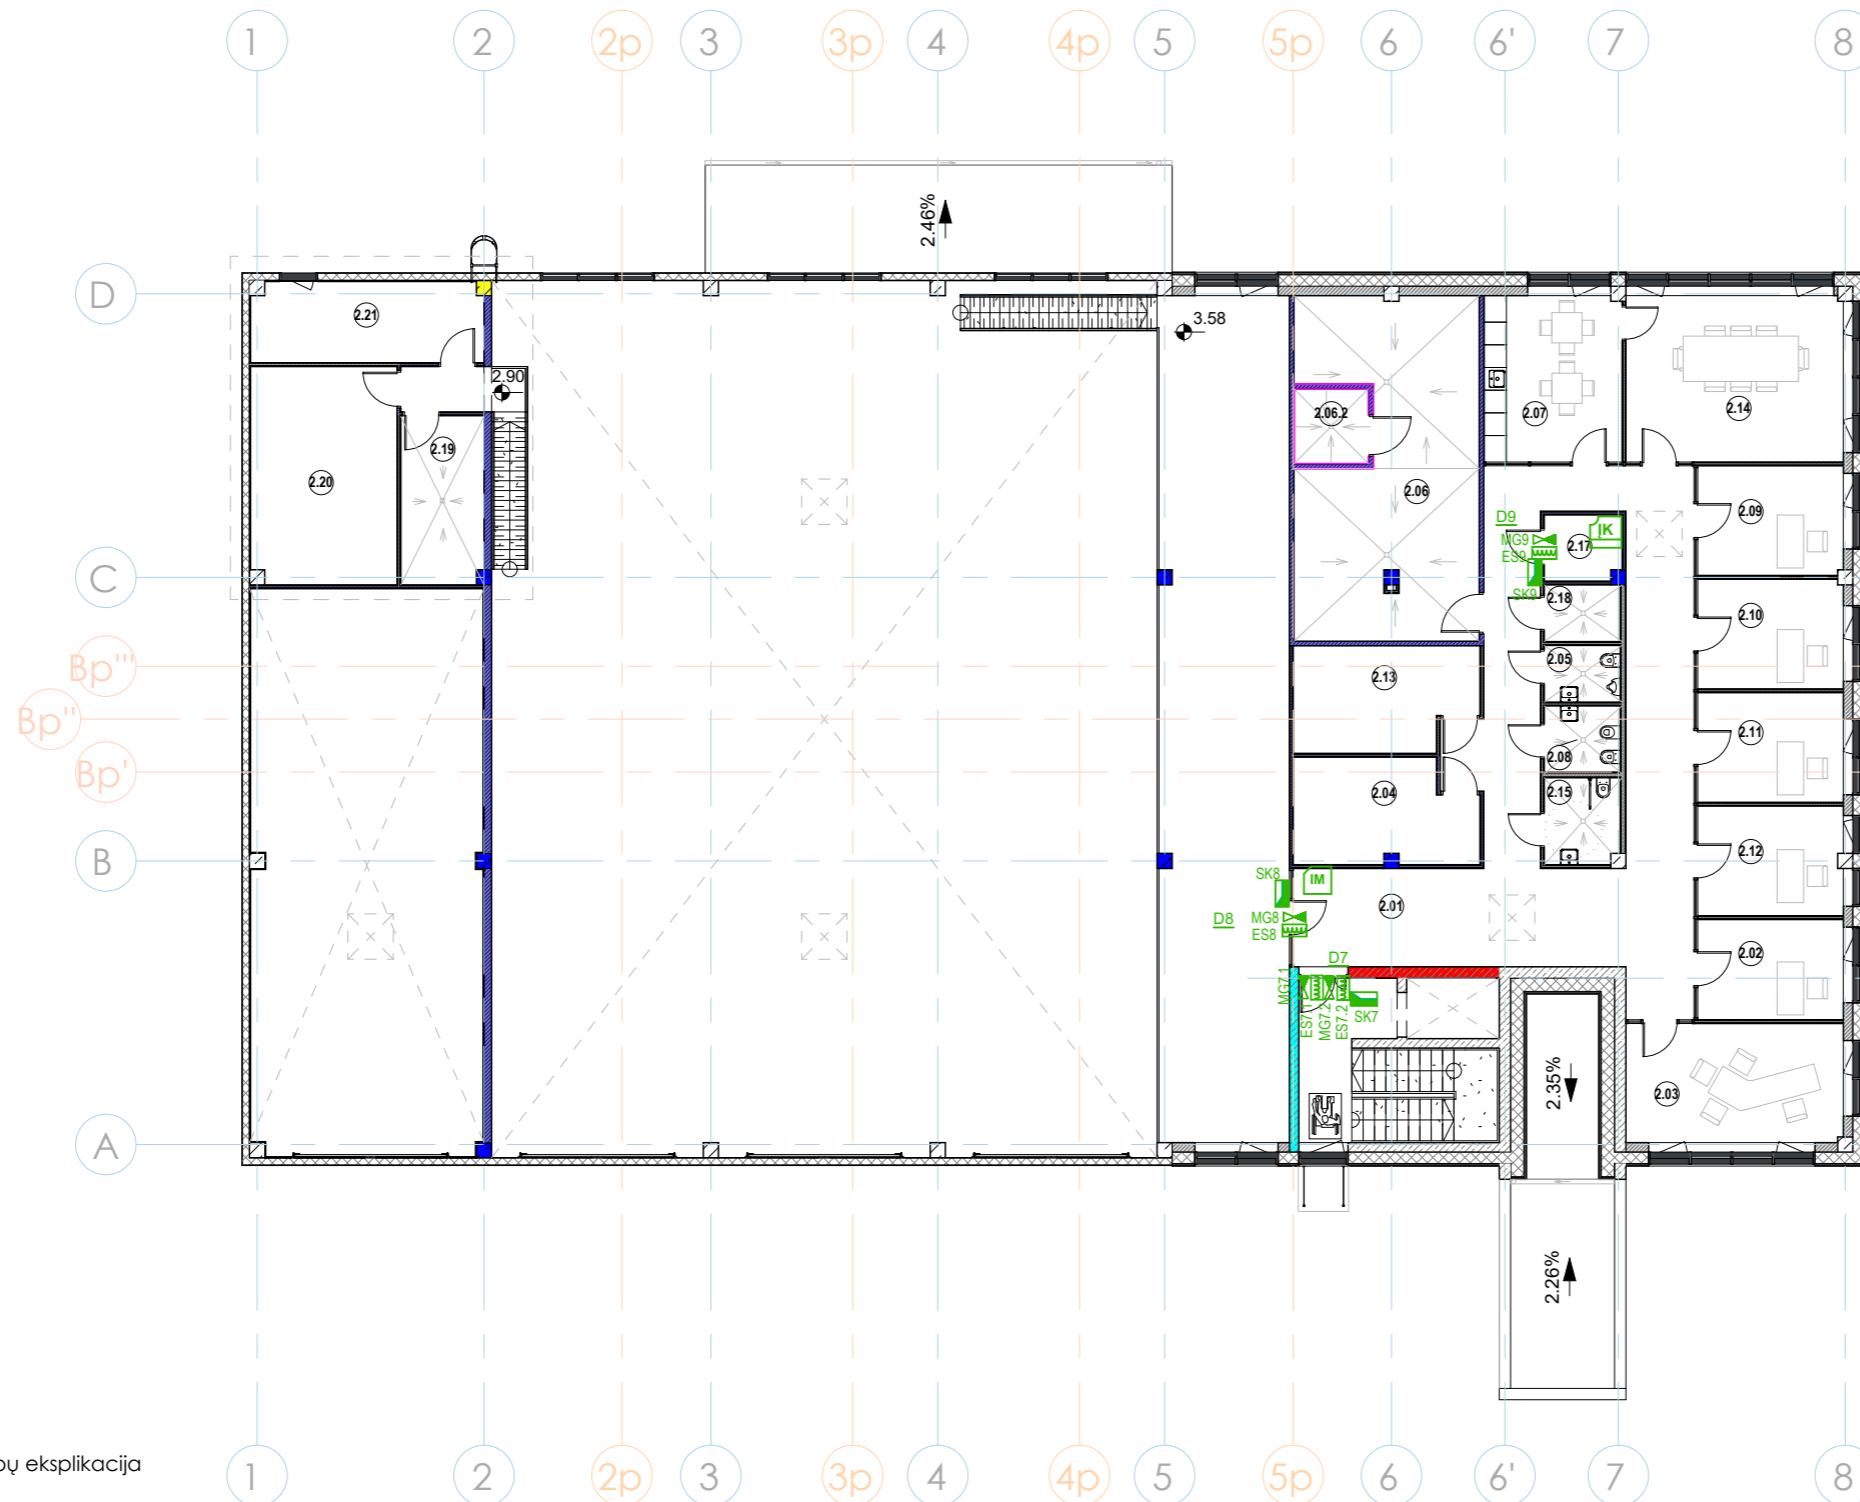 1 2 2p 3 3p 4 4p 5 5p 6 6' 7 8
2.46%
D
2.21
3.58
2.90
2.06.2
2.07
2.14
2.19
2.20
2.06
2.09
D9
MG9
ES9
IK
2.17
C
SK9
2.18
2.10
Bp'''
2.05
2.13
Bp''
2.11
2.08
Bp'
2.04
2.15
B
2.12
SK8
IM
2.01
D8
MG8
ES8
2.02
D7
MG7.1
ES7.1
MG7.2
ES7.2
SK7
2.35%
2.03
A
2.26%
pų eksplikacija
1 2 2p 3 3p 4 4p 5 5p 6 6' 7 8